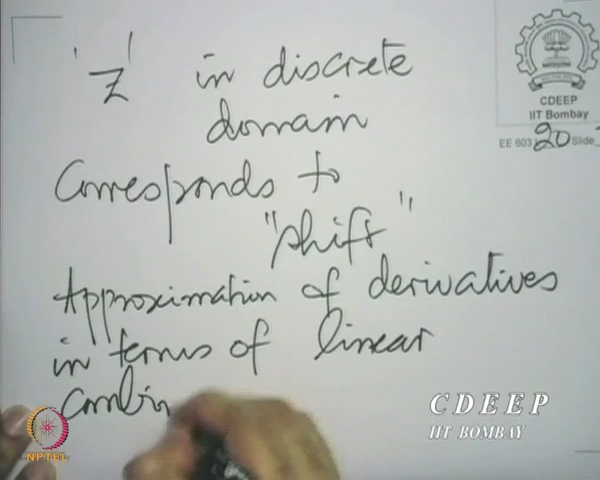 'Z' in discrete
domain
Corresponds to
"shift"
Approximation of derivatives
in terms of linear
Combin
CDEEP
IIT Bombay
EE 603 20 Slide
CDEEP
IIT BOMBAY
NPTEL